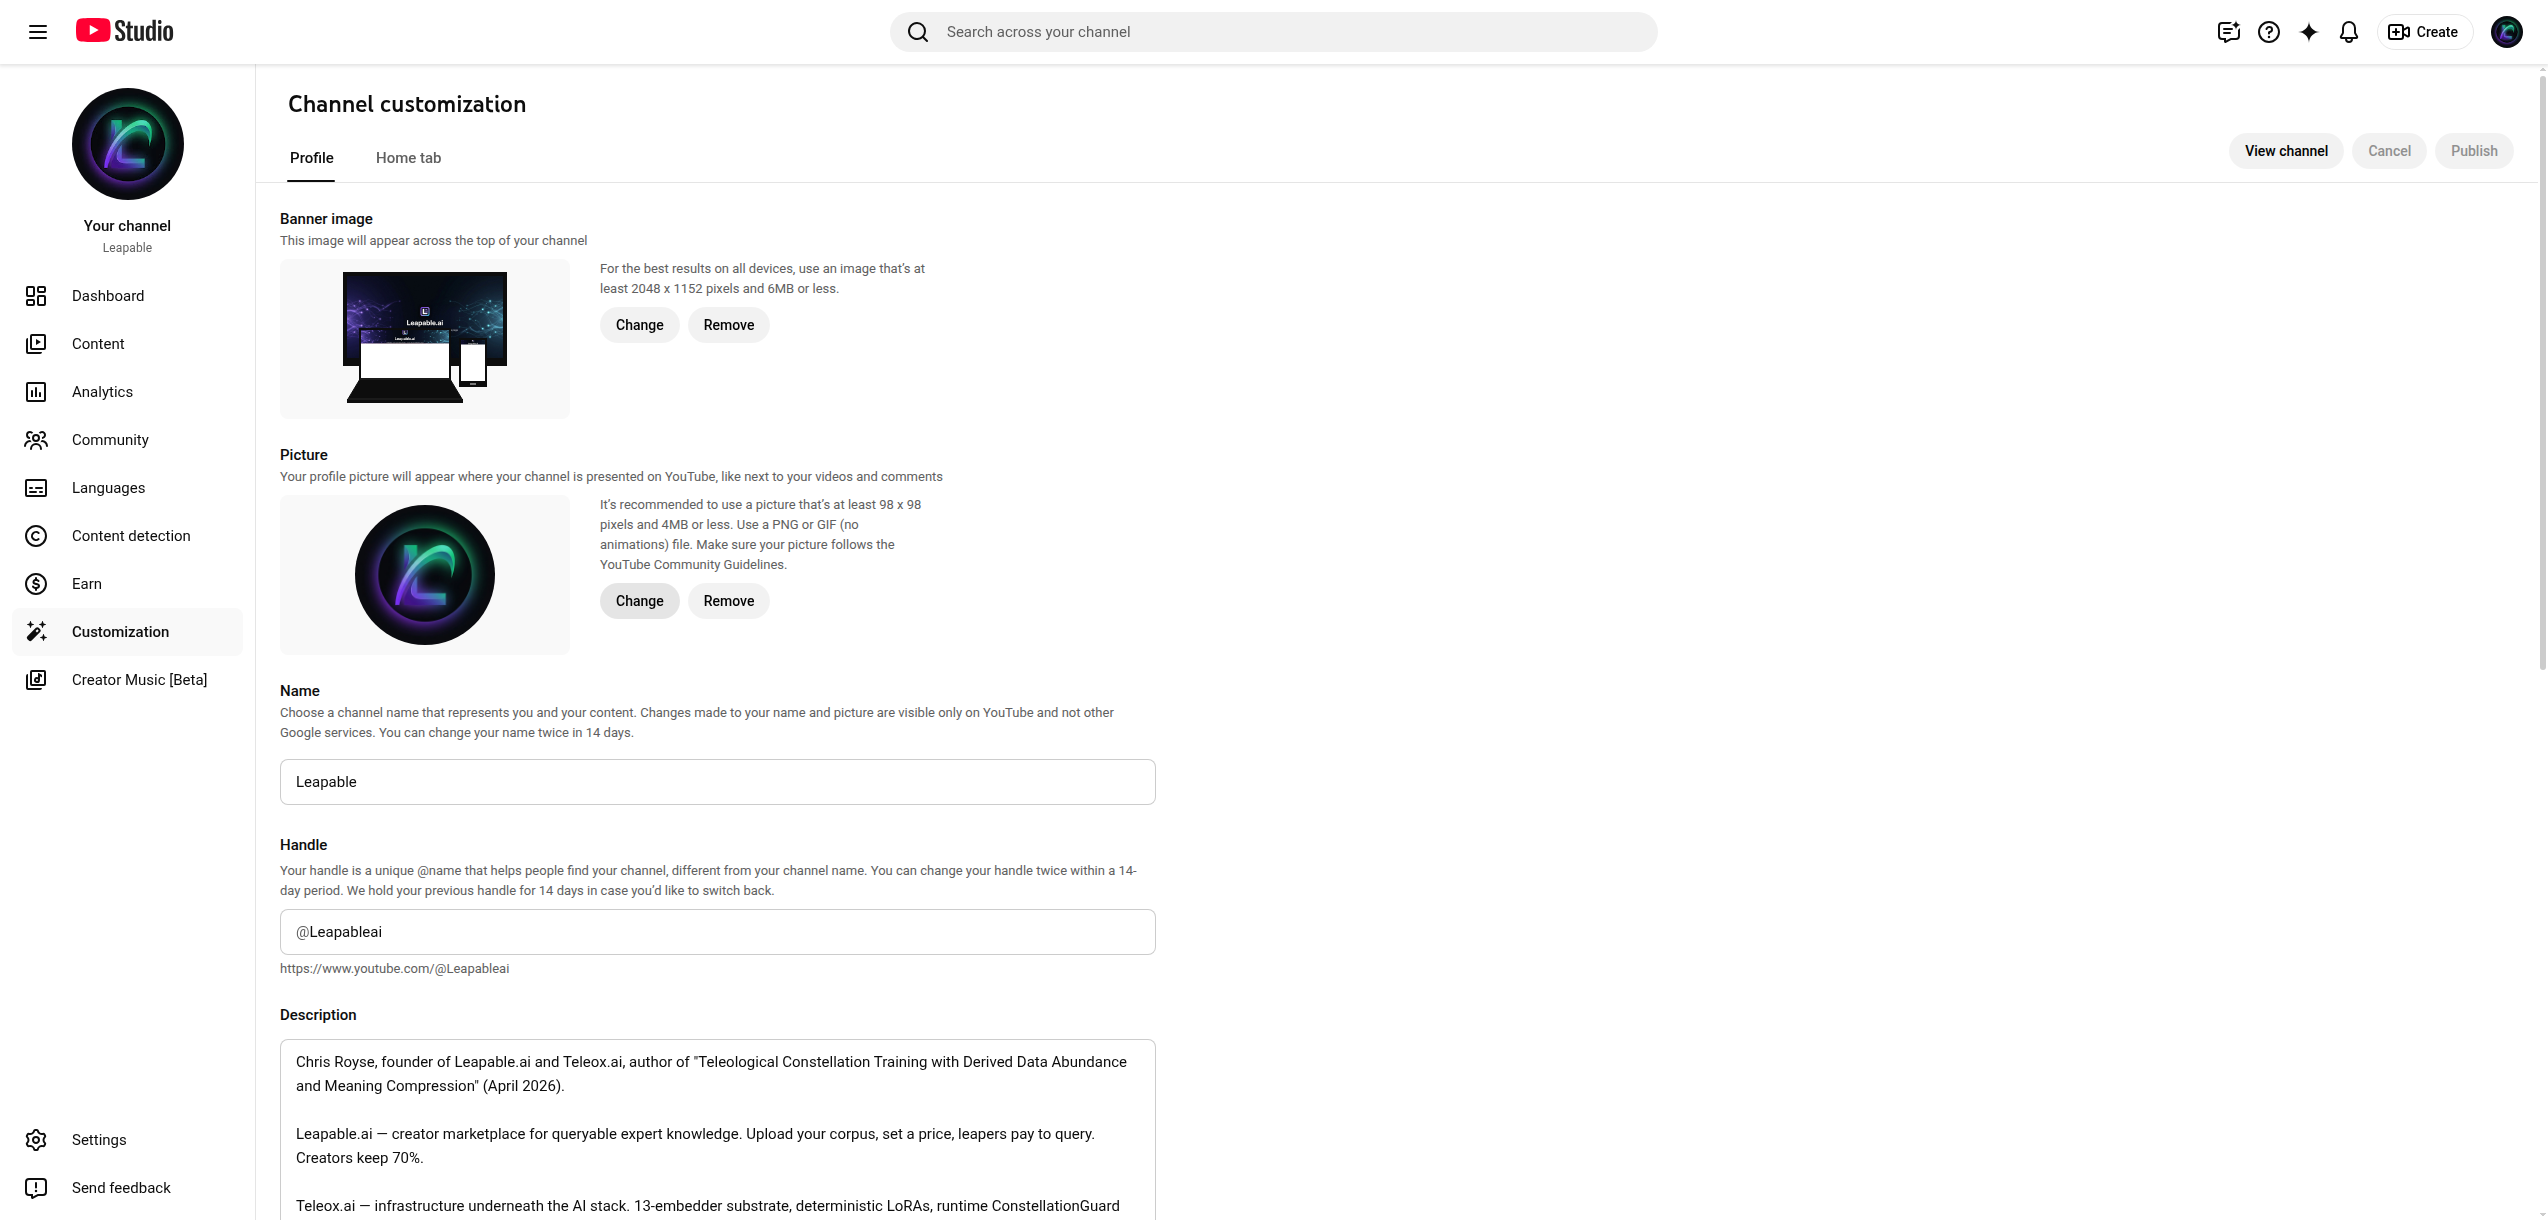 Studio
Search across your channel
Create
Your channel
Leapable
Dashboard
Content
Analytics
Community
Languages
Content detection
Earn
Customization
Creator Music [Beta]
Settings
Send feedback
Channel customization
Profile
Home tab
View channel
Cancel
Publish
Banner image
This image will appear across the top of your channel
Leapable.ai
Leapable.ai
For the best results on all devices, use an image that’s at
least 2048 x 1152 pixels and 6MB or less.
Change
Remove
Picture
Your profile picture will appear where your channel is presented on YouTube, like next to your videos and comments
It’s recommended to use a picture that’s at least 98 x 98
pixels and 4MB or less. Use a PNG or GIF (no
animations) file. Make sure your picture follows the
YouTube Community Guidelines.
Change
Remove
Name
Choose a channel name that represents you and your content. Changes made to your name and picture are visible only on YouTube and not other
Google services. You can change your name twice in 14 days.
Leapable
Handle
Your handle is a unique @name that helps people find your channel, different from your channel name. You can change your handle twice within a 14-
day period. We hold your previous handle for 14 days in case you’d like to switch back.
@Leapableai
https://www.youtube.com/@Leapableai
Description
Chris Royse, founder of Leapable.ai and Teleox.ai, author of "Teleological Constellation Training with Derived Data Abundance
and Meaning Compression" (April 2026).
Leapable.ai — creator marketplace for queryable expert knowledge. Upload your corpus, set a price, leapers pay to query.
Creators keep 70%.
Teleox.ai — infrastructure underneath the AI stack. 13-embedder substrate, deterministic LoRAs, runtime ConstellationGuard